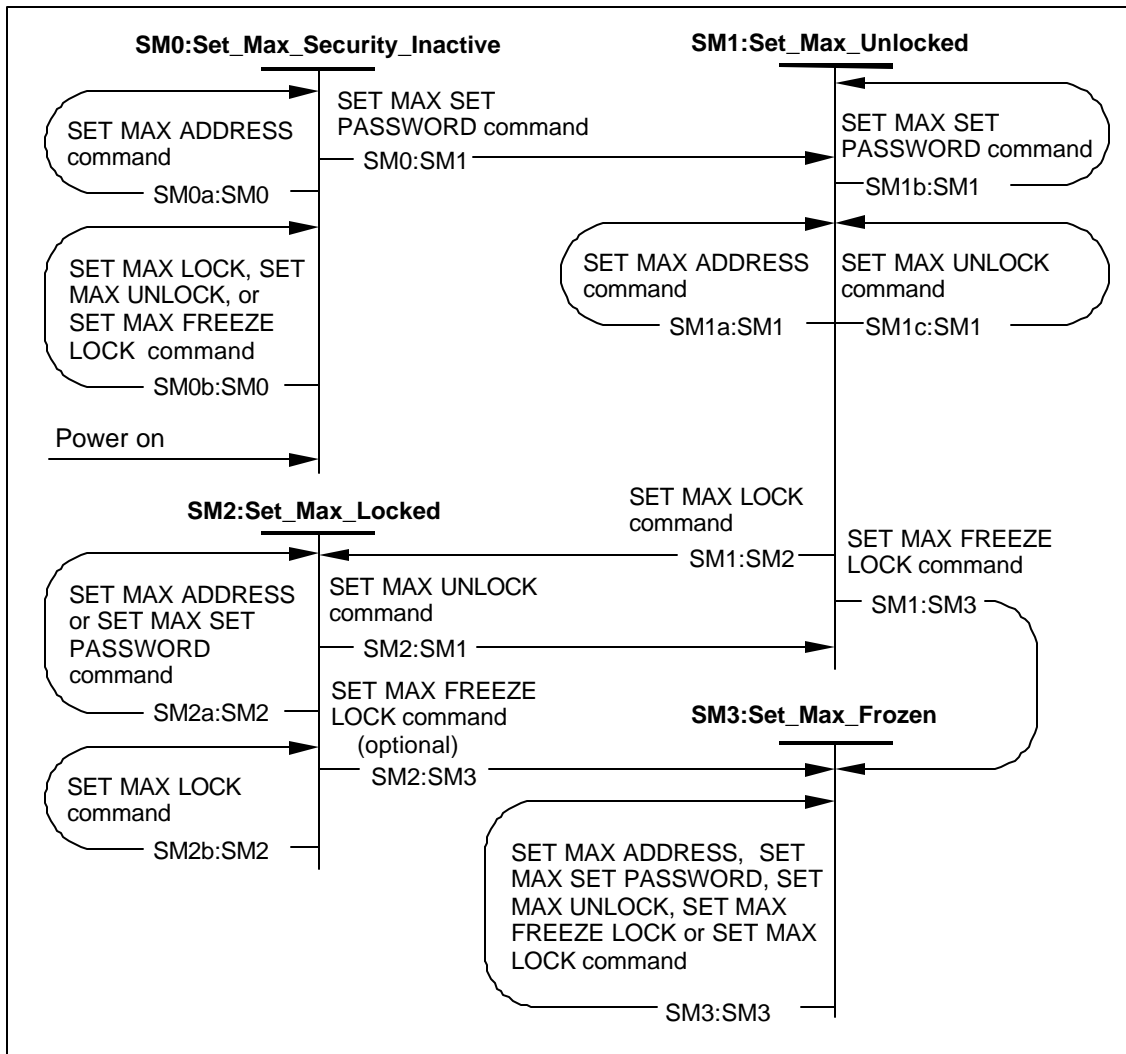 SM0:Set_Max_Security_Inactive
SET MAX ADDRESS
command
SM0a:SM0
SET MAX SET
PASSWORD command
SM0:SM1
SET MAX LOCK, SET
MAX UNLOCK, or
SET MAX FREEZE
LOCK command
SM0b:SM0
Power on
SM1:Set_Max_Unlocked
SET MAX SET
PASSWORD command
SM1b:SM1
SET MAX ADDRESS
command
SM1a:SM1
SET MAX UNLOCK
command
SM1c:SM1
SET MAX LOCK
command
SM1:SM2
SET MAX FREEZE
LOCK command
SM1:SM3
SM2:Set_Max_Locked
SET MAX ADDRESS
or SET MAX SET
PASSWORD
command
SM2a:SM2
SET MAX UNLOCK
command
SM2:SM1
SET MAX FREEZE
LOCK command
(optional)
SM2:SM3
SET MAX LOCK
command
SM2b:SM2
SM3:Set_Max_Frozen
SET MAX ADDRESS, SET
MAX SET PASSWORD, SET
MAX UNLOCK, SET MAX
FREEZE LOCK or SET MAX
LOCK command
SM3:SM3